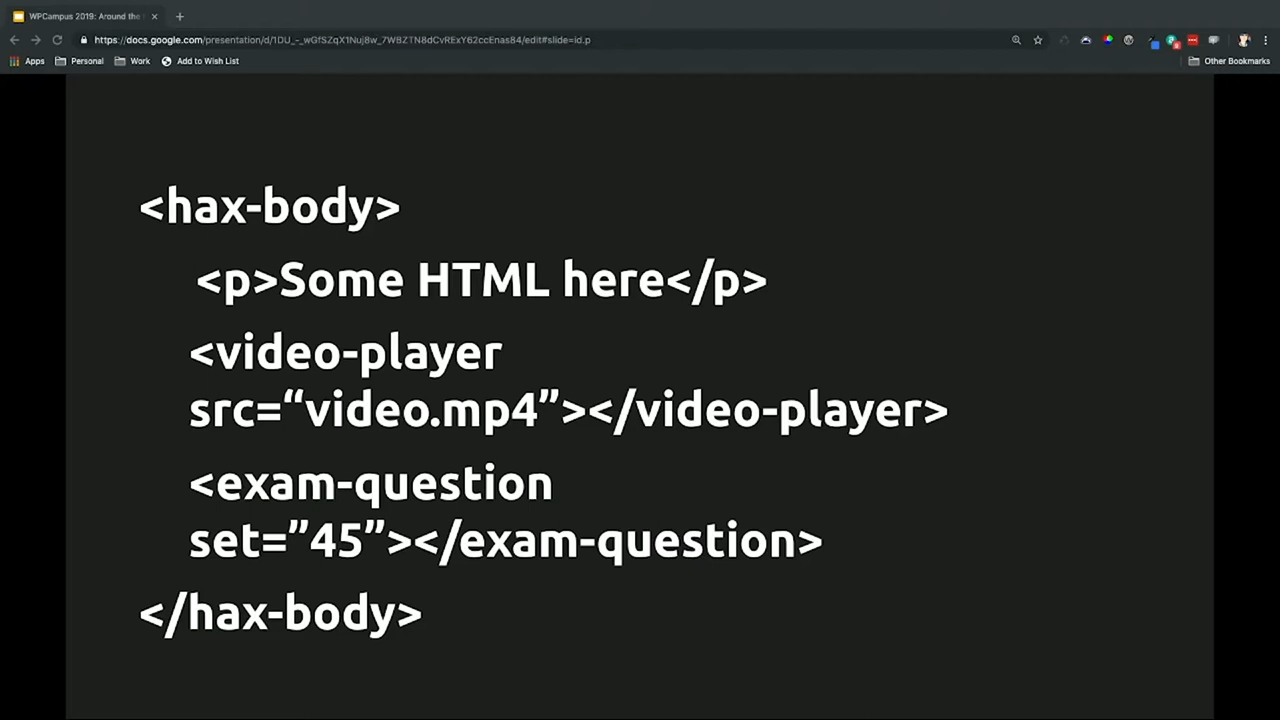 WPCampus 2019: Around the
https://docs.google.com/presentation/d/1DU_-_wGfSZqX1Nuj8w_7WBZTN8dCvRExY62ccEnas84/edit#slide=id.p
Apps Personal Work Add to Wish List Other Bookmarks
<hax-body>
<p>Some HTML here</p>
<video-player
src=“video.mp4”></video-player>
<exam-question
set=”45”></exam-question>
</hax-body>